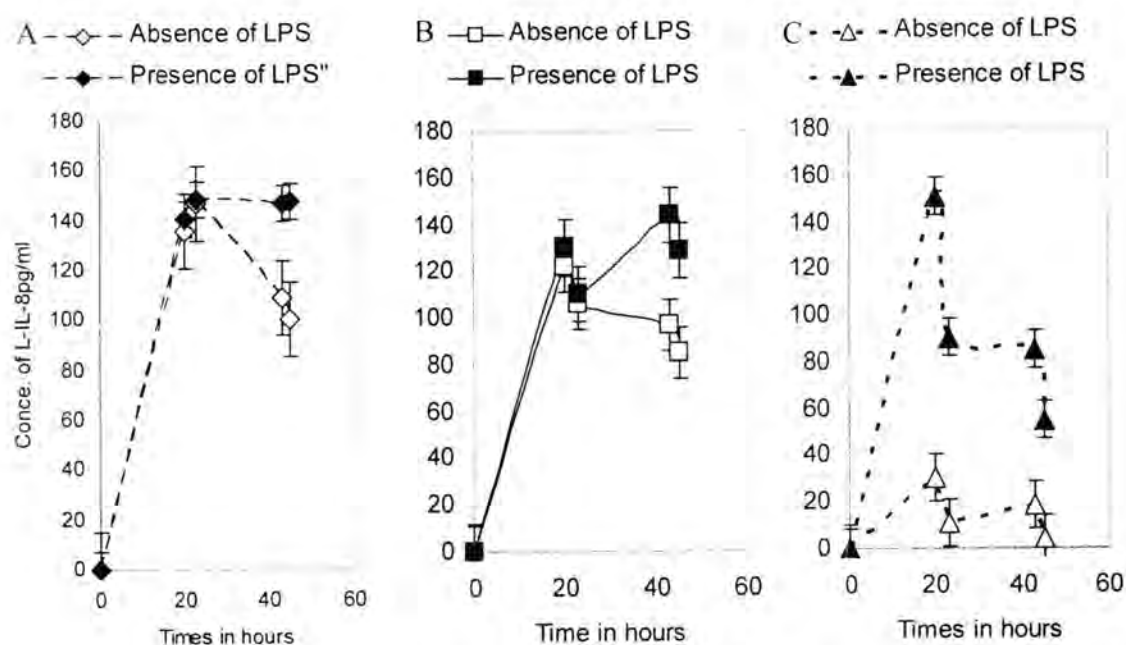 A Absence of LPS
Presence of LPS"
Conce. of L-IL-8pg/ml
180
160
140
120
100
80
60
40
20
0
0 20 40 60
Times in hours
B Absence of LPS
Presence of LPS
180
160
140
120
100
80
60
40
20
0
0 20 40 60
Time in hours
C Absence of LPS
Presence of LPS
180
160
140
120
100
80
60
40
20
0
0 20 40 60
Times in hours